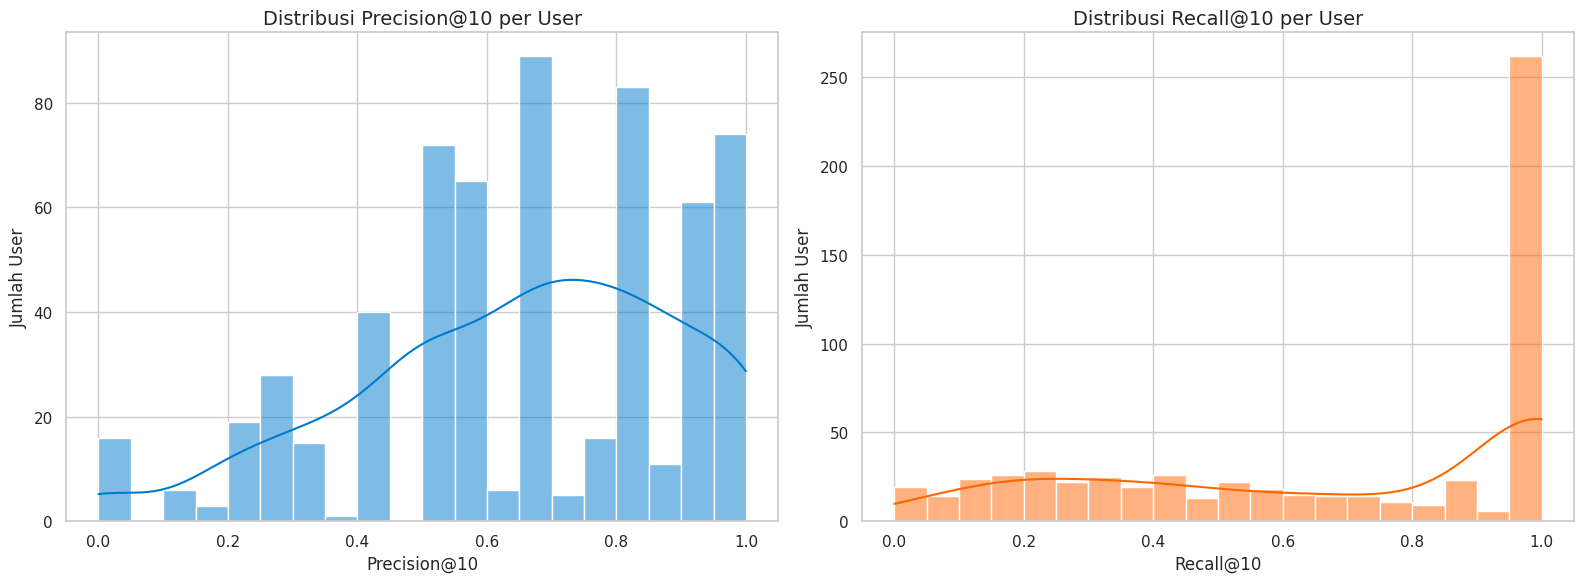 Distribusi Precision@10 per User
Jumlah User
80
60
40
20
0
0.0 0.2 0.4 0.6 0.8 1.0
Precision@10
Distribusi Recall@10 per User
Jumlah User
250
200
150
100
50
0
0.0 0.2 0.4 0.6 0.8 1.0
Recall@10